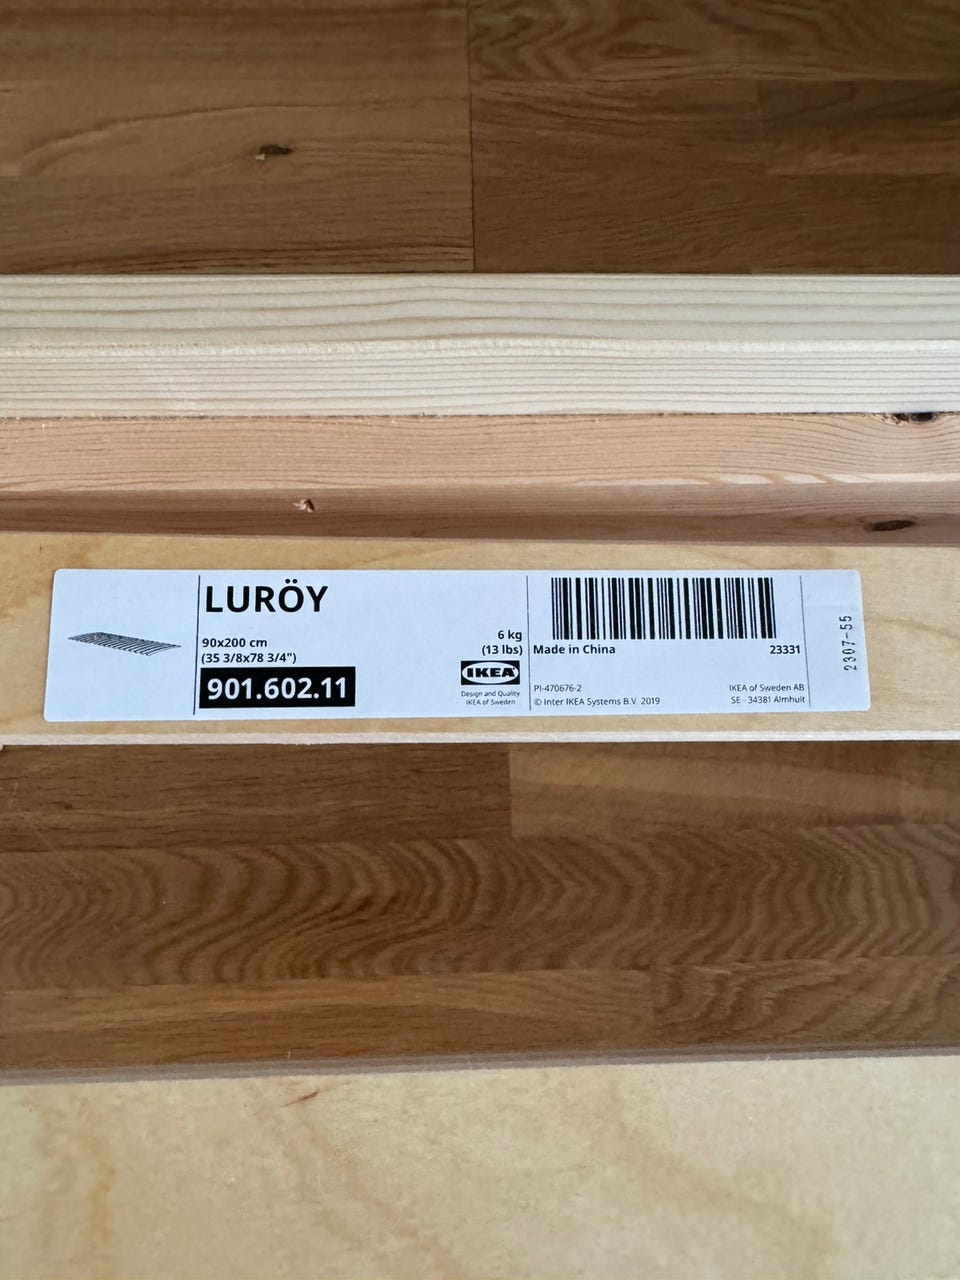 LURÖY
90x200 cm
(35 3/8x78 3/4")
901.602.11
6 kg
(13 lbs)
IKEA
Design and Quality
IKEA of Sweden
Made in China
23331
PI-470676-2
© Inter IKEA Systems B.V. 2019
IKEA of Sweden AB
SE - 34381 Älmhult
2307-55